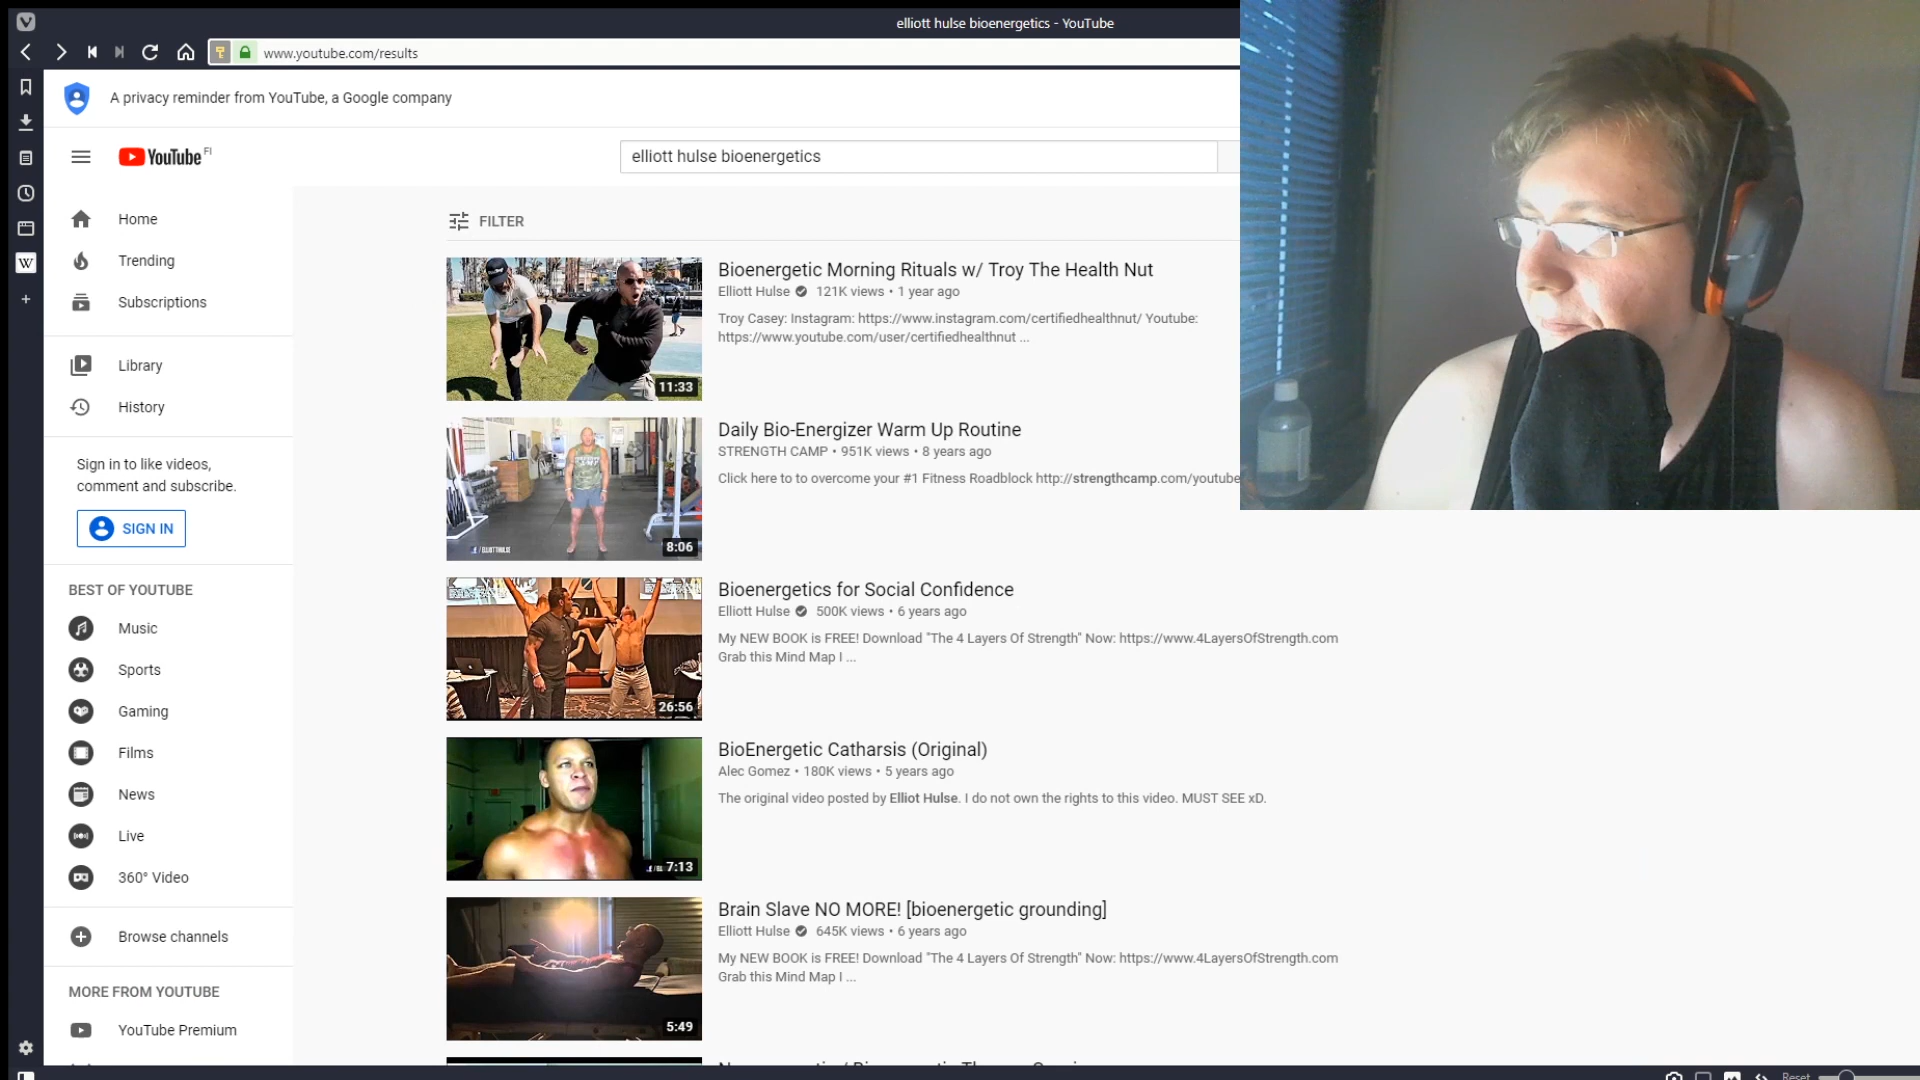 elliott hulse bioenergetics - YouTube
www.youtube.com/results
A privacy reminder from YouTube, a Google company
YouTube FI
elliott hulse bioenergetics
Home
Trending
Subscriptions
Library
History
Sign in to like videos,
comment and subscribe.
SIGN IN
BEST OF YOUTUBE
Music
Sports
Gaming
Films
News
Live
360° Video
Browse channels
MORE FROM YOUTUBE
YouTube Premium
FILTER
11:33
Bioenergetic Morning Rituals w/ Troy The Health Nut
Elliott Hulse 121K views • 1 year ago
Troy Casey: Instagram: https://www.instagram.com/certifiedhealthnut/ Youtube:
https://www.youtube.com/user/certifiedhealthnut ...
8:06
Daily Bio-Energizer Warm Up Routine
STRENGTH CAMP • 951K views • 8 years ago
Click here to to overcome your #1 Fitness Roadblock http://strengthcamp.com/youtube
26:56
Bioenergetics for Social Confidence
Elliott Hulse 500K views • 6 years ago
My NEW BOOK is FREE! Download "The 4 Layers Of Strength" Now: https://www.4LayersOfStrength.com
Grab this Mind Map I ...
7:13
BioEnergetic Catharsis (Original)
Alec Gomez • 180K views • 5 years ago
The original video posted by Elliot Hulse. I do not own the rights to this video. MUST SEE xD.
5:49
Brain Slave NO MORE! [bioenergetic grounding]
Elliott Hulse 645K views • 6 years ago
My NEW BOOK is FREE! Download "The 4 Layers Of Strength" Now: https://www.4LayersOfStrength.com
Grab this Mind Map I ...
Reset